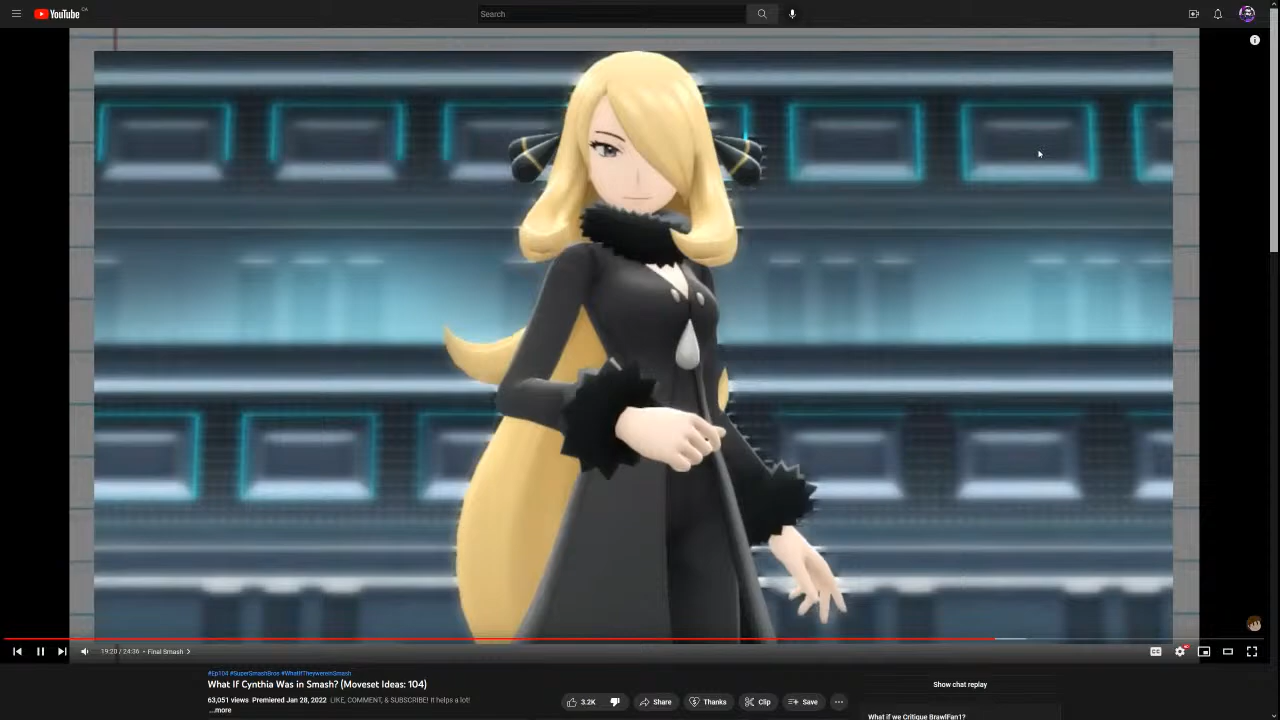 YouTube CA
Search
19:20 / 24:36 • Final Smash
CC
#Ep104 #SuperSmashBros #WhatIfTheywereinSmash
What If Cynthia Was in Smash? (Moveset Ideas: 104)
63,051 views Premiered Jan 28, 2022 LIKE, COMMENT, & SUBSCRIBE! It helps a lot!
...more
3.2K
Share
Thanks
Clip
Save
Show chat replay
What if we Critique BrawlFan1?